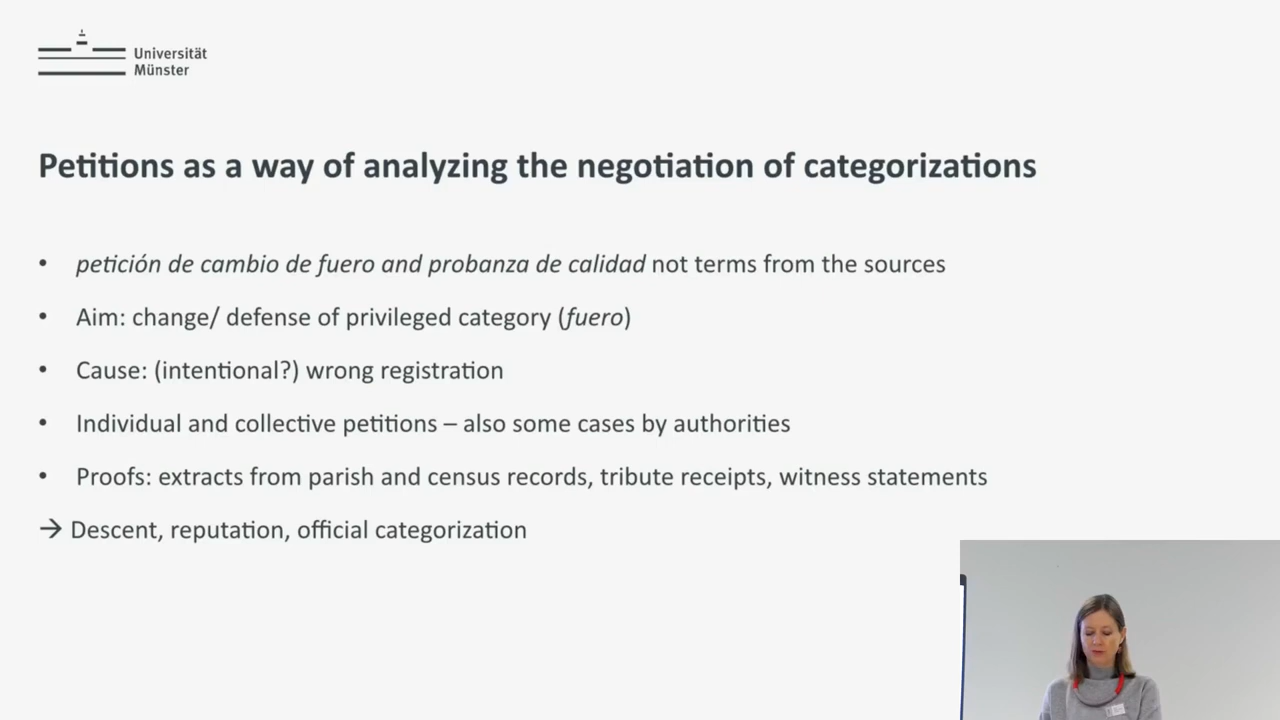 Universität
Münster
Petitions as a way of analyzing the negotiation of categorizations
• petición de cambio de fuero and probanza de calidad not terms from the sources
• Aim: change/ defense of privileged category (fuero)
• Cause: (intentional?) wrong registration
• Individual and collective petitions – also some cases by authorities
• Proofs: extracts from parish and census records, tribute receipts, witness statements
→ Descent, reputation, official categorization